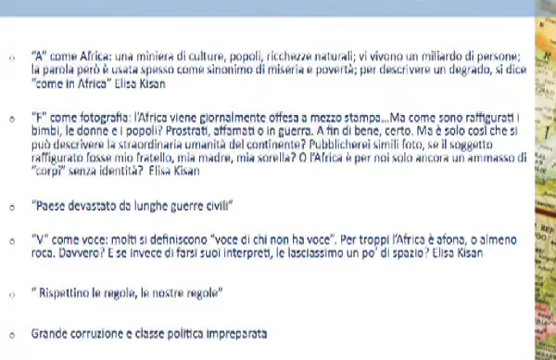 "A" come Africa: una miniera di culture, popoli, ricchezze naturali; vi vivono un miliardo di persone;
la parola però è usata spesso come sinonimo di miseria e povertà; per descrivere un degrado, si dice
"come in Africa" Elisa Kisan
"F" come fotografia: l'Africa viene giornalmente offesa a mezzo stampa...Ma come sono raffigurati i
bimbi, le donne e i popoli? Prostrati, affamati o in guerra. A fin di bene, certo. Ma è solo così che si
può descrivere la straordinaria umanità del continente? Pubblicherei simili foto, se il soggetto
raffigurato fosse mio fratello, mia madre, mia sorella? O l'Africa è per noi solo ancora un ammasso di
"corpi" senza identità? Elisa Kisan
"Paese devastato da lunghe guerre civili"
"V" come voce: molti si definiscono "voce di chi non ha voce". Per troppi l'Africa è afona, o almeno
roca. Davvero? E se invece di farsi suoi interpreti, le lasciassimo un po' di spazio? Elisa Kisan
" Rispettino le regole, le nostre regole"
Grande corruzione e classe politica impreparata